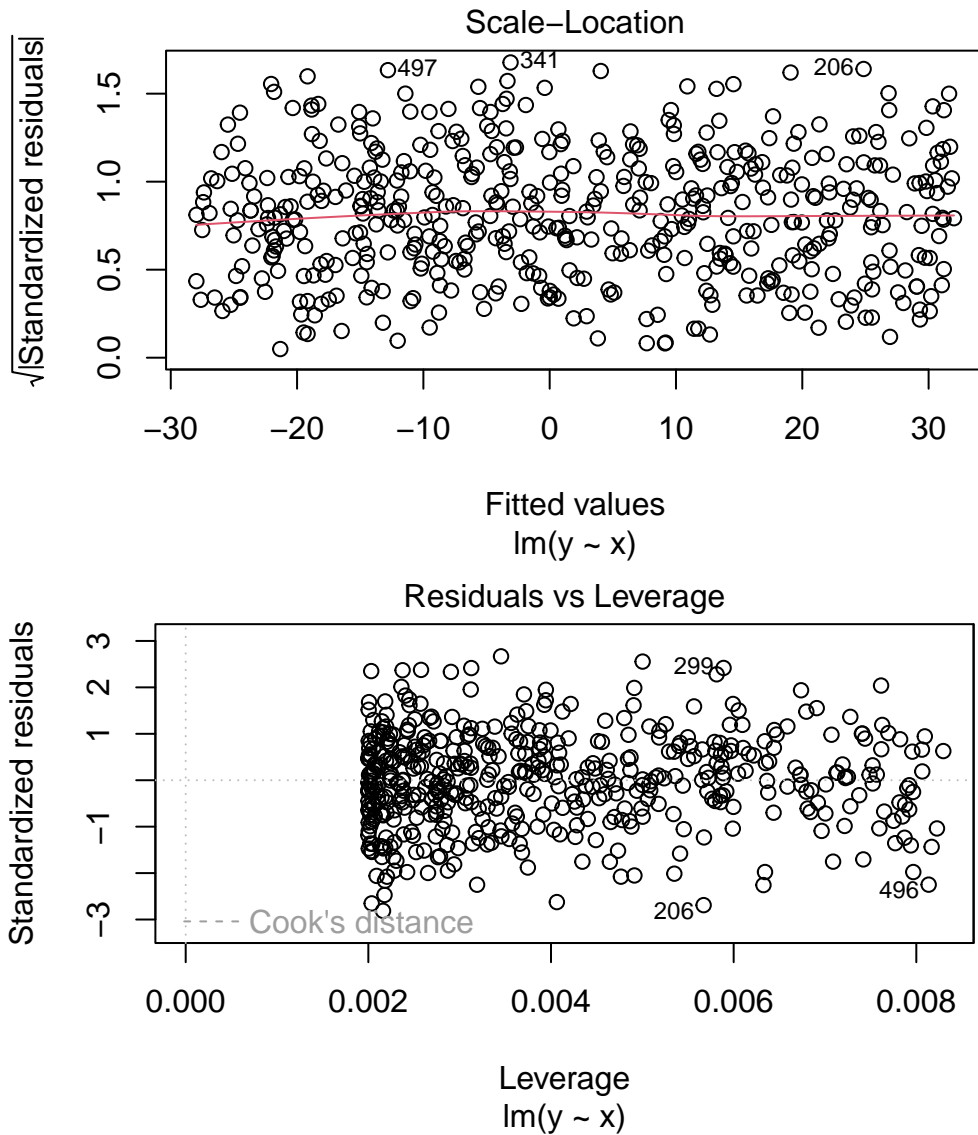 Scale−Location
√|Standardized residuals|
0.0 0.5 1.0 1.5
497
341
206
−30 −20 −10 0 10 20 30
Fitted values
lm(y ~ x)
Residuals vs Leverage
Standardized residuals
−3 −1 1 2 3
299
206
496
Cook's distance
0.000 0.002 0.004 0.006 0.008
Leverage
lm(y ~ x)